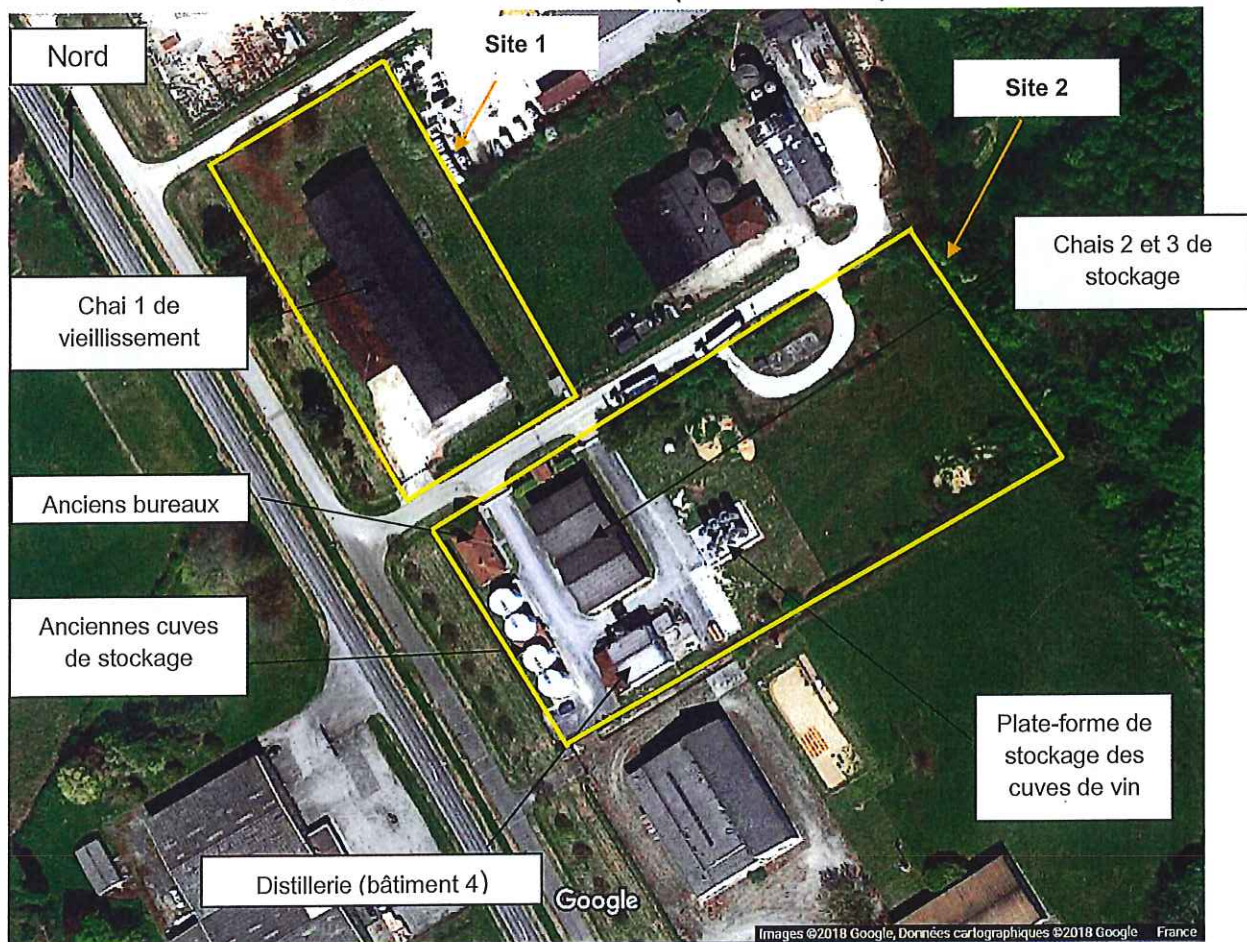 Nord
Site 1
Site 2
Chais 2 et 3 de
stockage
Chai 1 de
vieillissement
Anciens bureaux
Anciennes cuves
de stockage
Plate-forme de
stockage des
cuves de vin
Distillerie (bâtiment 4)
Google
Images ©2018 Google, Données cartographiques ©2018 Google France